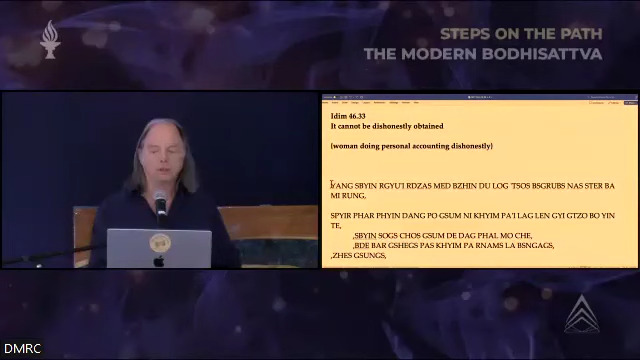 STEPS ON THE PATH
THE MODERN BODHISATTVA
Idim 46.33
It cannot be dishonestly obtained
(woman doing personal accounting dishonestly)
YANG SBYIN RGYU'I RDZAS MED BZHIN DU LOG 'TSOS BSGRUBS NAS STER BA
MI RUNG,
SPYIR PHAR PHYIN DANG PO GSUM NI KHYIM PA'I LAG LEN GYI GTZO BO YIN
TE,
,SBYIN SOGS CHOS GSUM DE DAG PHAL MO CHE,
,BDE BAR GSHEGS PAS KHYIM PA RNAMS LA BSNGAGS,
,ZHES GSUNGS,
DMRC